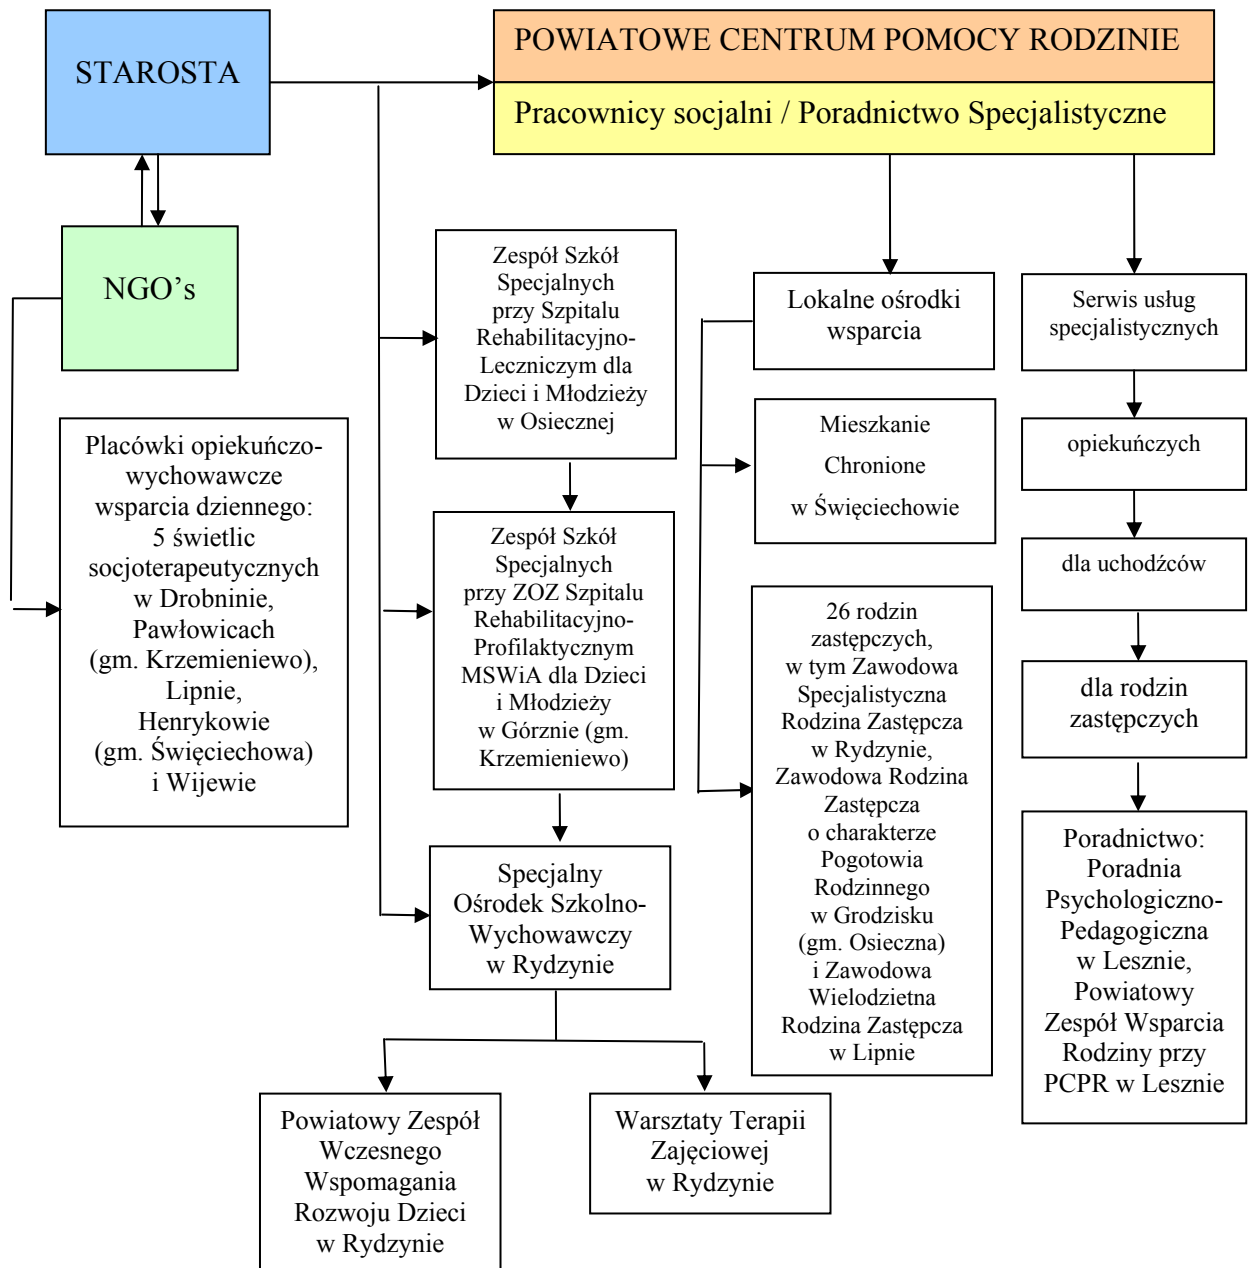 STAROSTA
POWIATOWE CENTRUM POMOCY RODZINIE
Pracownicy socjalni / Poradnictwo Specjalistyczne
NGO’s
Placówki opiekuńczo-
wychowawcze
wsparcia dziennego:
5 świetlic
socjoterapeutycznych
w Drobninie,
Pawłowicach
(gm. Krzemieniewo),
Lipnie,
Henrykowie
(gm. Święciechowa)
i Wijewie
Zespół Szkół
Specjalnych
przy Szpitalu
Rehabilitacyjno-
Leczniczym dla
Dzieci i Młodzieży
w Osiecznej
Zespół Szkół
Specjalnych
przy ZOZ Szpitalu
Rehabilitacyjno-
Profilaktycznym
MSWiA dla Dzieci
i Młodzieży
w Górznie (gm.
Krzemieniewo)
Specjalny
Ośrodek Szkolno-
Wychowawczy
w Rydzynie
Powiatowy Zespół
Wczesnego
Wspomagania
Rozwoju Dzieci
w Rydzynie
Warsztaty Terapii
Zajęciowej
w Rydzynie
Lokalne ośrodki
wsparcia
Mieszkanie
Chronione
w Święciechowie
26 rodzin
zastępczych,
w tym Zawodowa
Specjalistyczna
Rodzina Zastępcza
w Rydzynie,
Zawodowa Rodzina
Zastępcza
o charakterze
Pogotowia
Rodzinnego
w Grodzisku
(gm. Osieczna)
i Zawodowa
Wielodzietna
Rodzina Zastępcza
w Lipnie
Serwis usług
specjalistycznych
opiekuńczych
dla uchodźców
dla rodzin
zastępczych
Poradnictwo:
Poradnia
Psychologiczno-
Pedagogiczna
w Lesznie,
Powiatowy
Zespół Wsparcia
Rodziny przy
PCPR w Lesznie